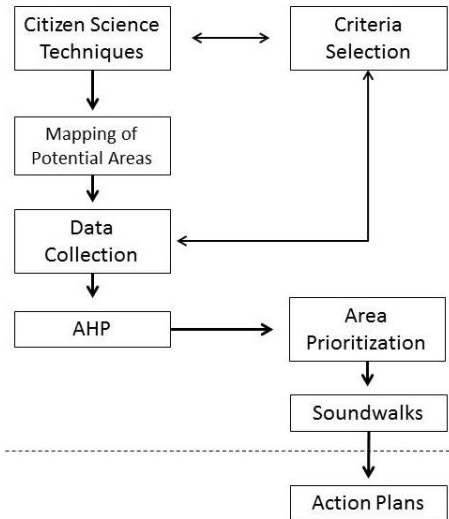 Citizen Science
Techniques
Criteria
Selection
Mapping of
Potential Areas
Data
Collection
AHP
Area
Prioritization
Soundwalks
Action Plans